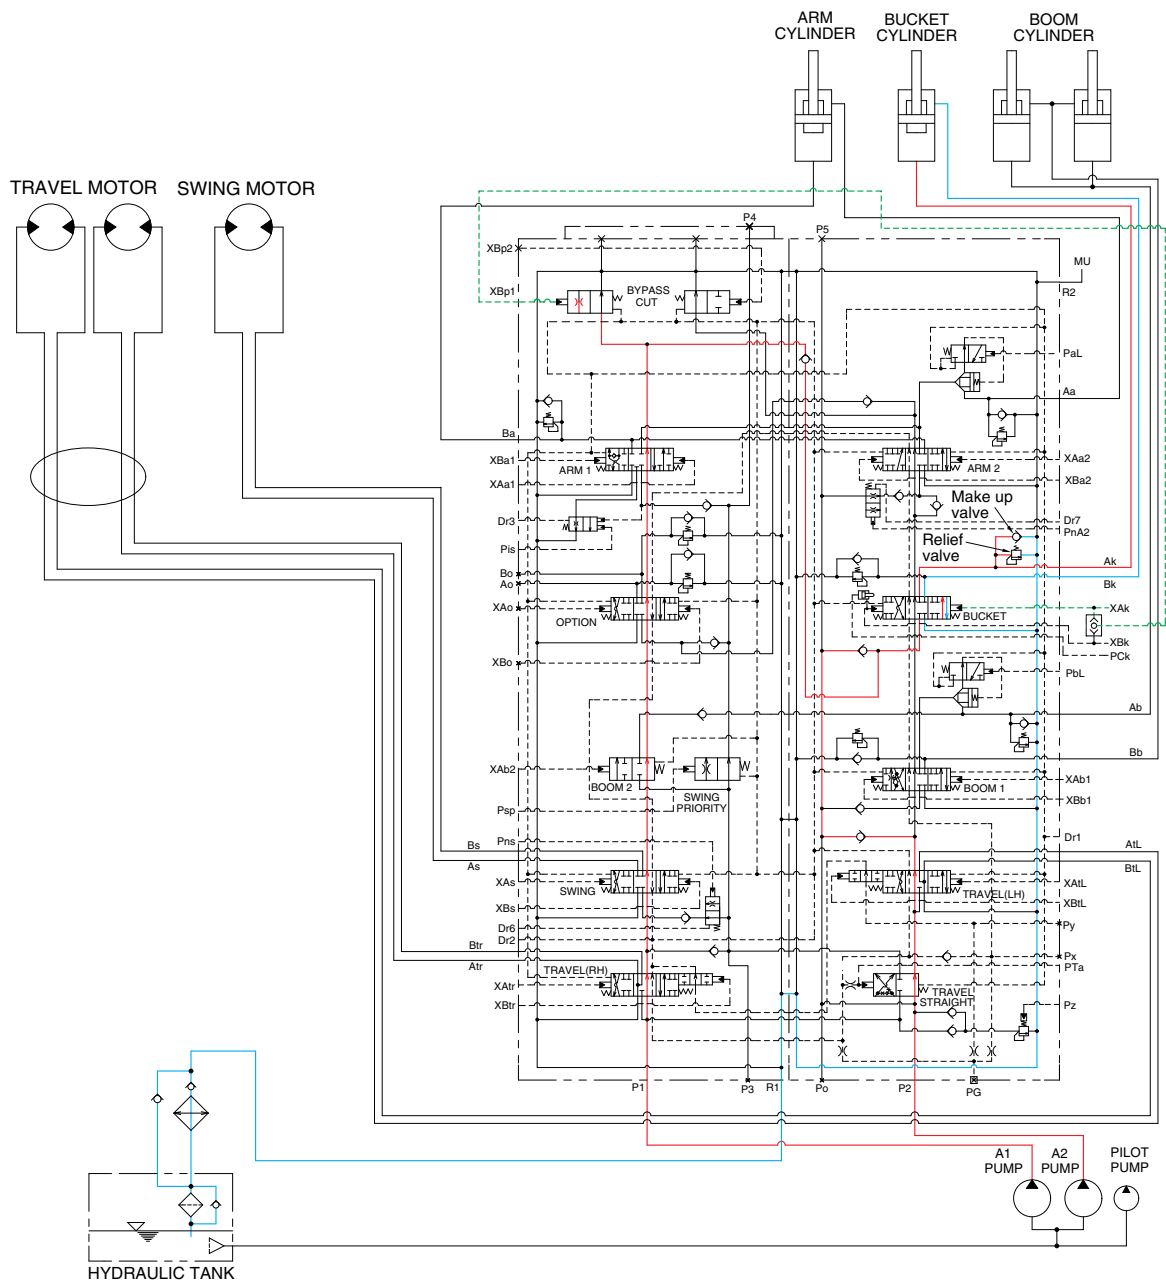 ARM
CYLINDER
BUCKET
CYLINDER
BOOM
CYLINDER
TRAVEL MOTOR
SWING MOTOR
P4
P5
XBp2
MU
XBp1
BYPASS
CUT
R2
PaL
Aa
Ba
XBa1
ARM 1
XAa1
ARM 2
XAa2
XBa2
Make up
valve
Dr3
Dr7
PnA2
Pis
Relief
valve
Ak
Bo
Ao
Bk
XAo
OPTION
BUCKET
XAk
XBk
PCk
XBo
PbL
Ab
Bb
XAb2
BOOM 2
SWING
PRIORITY
BOOM 1
XAb1
XBb1
Psp
Pns
Dr1
Bs
As
AtL
BtL
XAs
SWING
TRAVEL(LH)
XAtL
XBs
XBtL
Dr6
Dr2
Py
Btr
Atr
Px
PTa
TRAVEL(RH)
XAtr
XBtr
TRAVEL
STRAIGHT
Pz
P1
P3
R1
Po
P2
PG
A1
PUMP
A2
PUMP
PILOT
PUMP
HYDRAULIC TANK